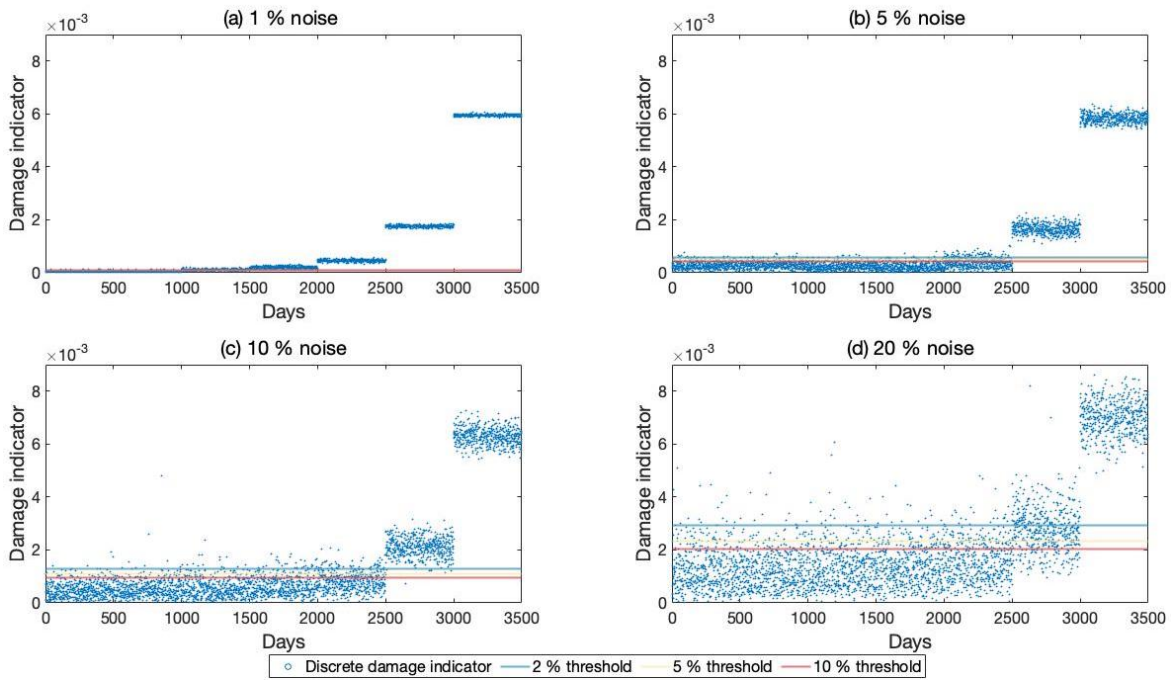 (a) 1 % noise
×10⁻³
8
6
4
2
0
Damage indicator
0 500 1000 1500 2000 2500 3000 3500
Days
(b) 5 % noise
×10⁻³
8
6
4
2
0
Damage indicator
0 500 1000 1500 2000 2500 3000 3500
Days
(c) 10 % noise
×10⁻³
8
6
4
2
0
Damage indicator
0 500 1000 1500 2000 2500 3000 3500
Days
(d) 20 % noise
×10⁻³
8
6
4
2
0
Damage indicator
0 500 1000 1500 2000 2500 3000 3500
Days
Discrete damage indicator 2 % threshold 5 % threshold 10 % threshold